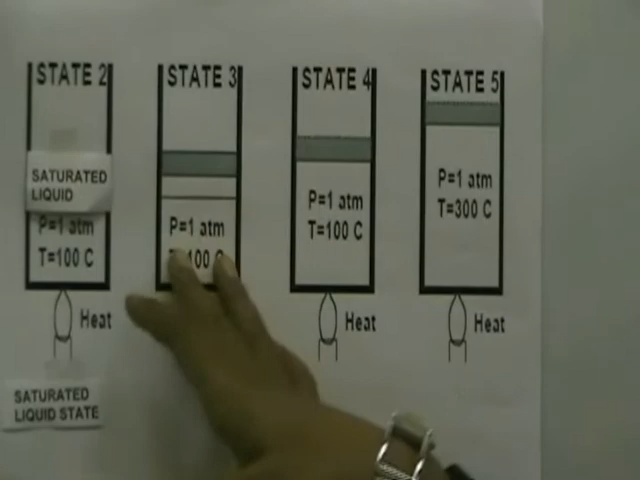 STATE 2
SATURATED
LIQUID
P=1 atm
T=100 C
Heat
SATURATED
LIQUID STATE
STATE 3
P=1 atm
100
STATE 4
P=1 atm
T=100 C
Heat
STATE 5
P=1 atm
T=300 C
Heat